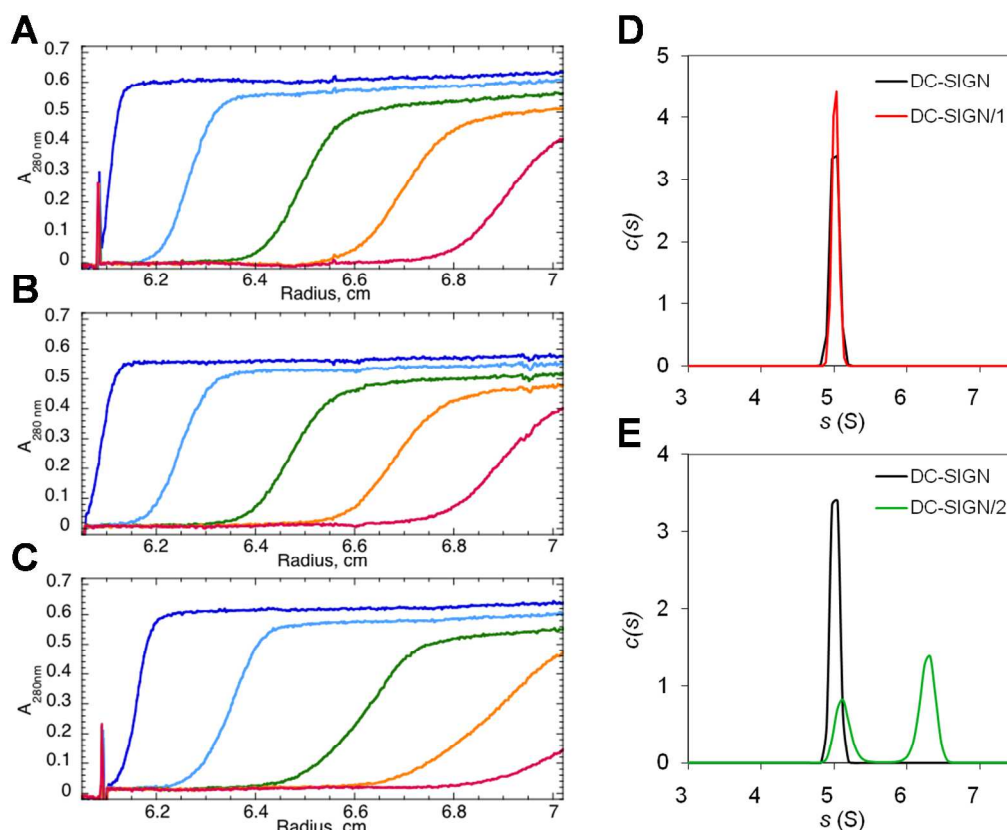 A
0.7
0.6
0.5
0.4
0.3
0.2
0.1
0
A280 nm
6.2 6.4 6.6 6.8 7
Radius, cm
B
0.7
0.6
0.5
0.4
0.3
0.2
0.1
0
A280 nm
6.2 6.4 6.6 6.8 7
Radius, cm
C
0.7
0.6
0.5
0.4
0.3
0.2
0.1
0
A280nm
6.2 6.4 6.6 6.8 7
Radius, cm
D
5
4
3
2
1
0
c(s)
DC-SIGN
DC-SIGN/1
3 4 5 6 7
s (S)
E
4
3
2
1
0
c(s)
DC-SIGN
DC-SIGN/2
3 4 5 6 7
s (S)